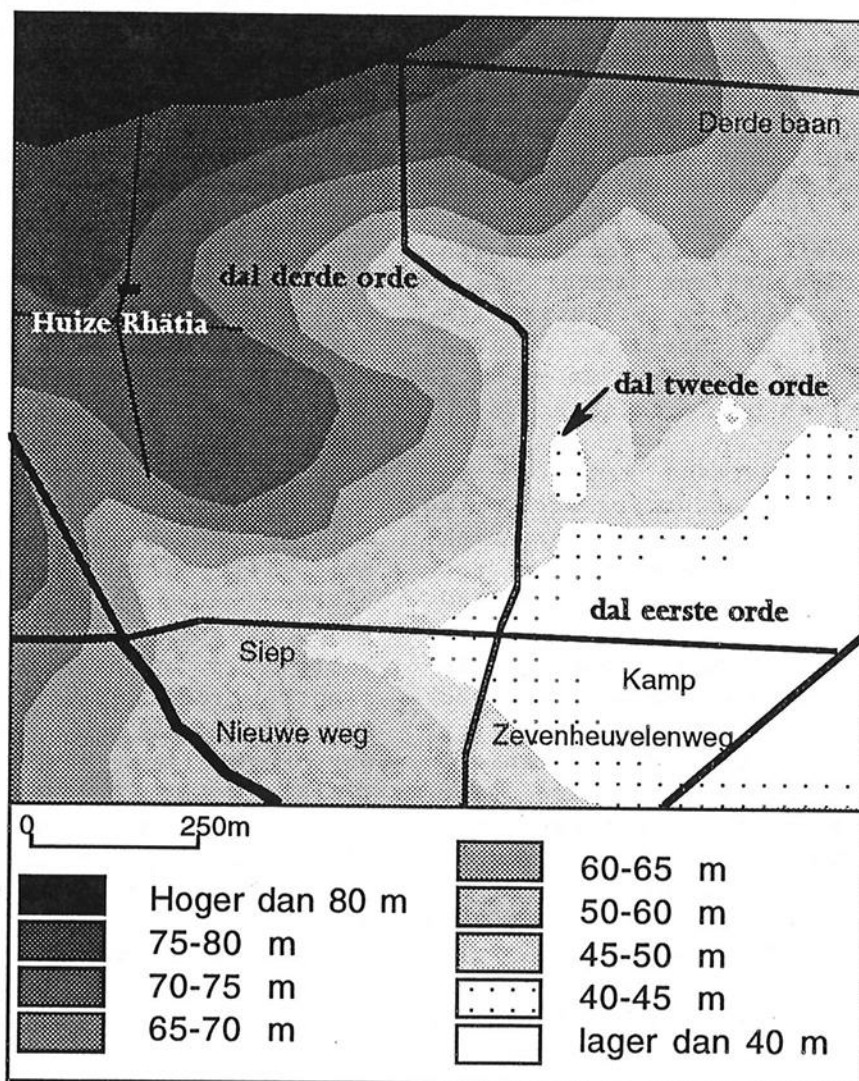 Derde baan
dal derde orde
Huize Rhätia
dal tweede orde
dal eerste orde
Siep
Kamp
Nieuwe weg
Zevenheuvelenweg
0 250m
Hoger dan 80 m
75-80 m
70-75 m
65-70 m
60-65 m
50-60 m
45-50 m
40-45 m
lager dan 40 m